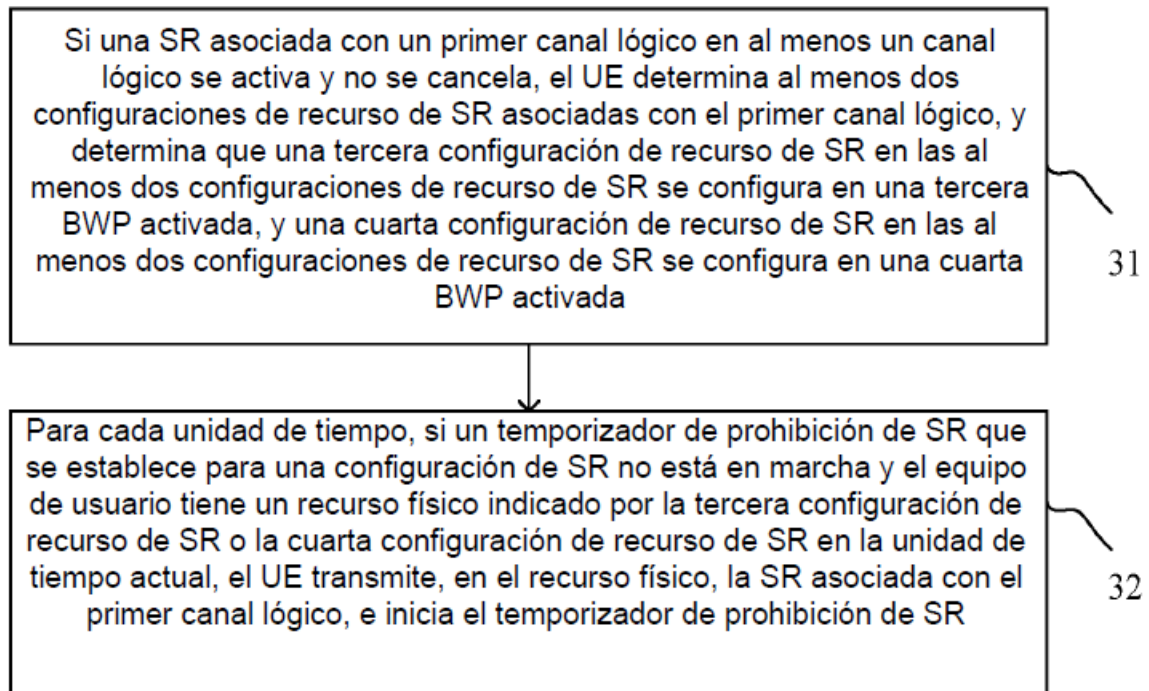 Si una SR asociada con un primer canal lógico en al menos un canal
lógico se activa y no se cancela, el UE determina al menos dos
configuraciones de recurso de SR asociadas con el primer canal lógico, y
determina que una tercera configuración de recurso de SR en las al
menos dos configuraciones de recurso de SR se configura en una tercera
BWP activada, y una cuarta configuración de recurso de SR en las al
menos dos configuraciones de recurso de SR se configura en una cuarta
BWP activada
31
Para cada unidad de tiempo, si un temporizador de prohibición de SR que
se establece para una configuración de SR no está en marcha y el equipo
de usuario tiene un recurso físico indicado por la tercera configuración de
recurso de SR o la cuarta configuración de recurso de SR en la unidad de
tiempo actual, el UE transmite, en el recurso físico, la SR asociada con el
primer canal lógico, e inicia el temporizador de prohibición de SR
32